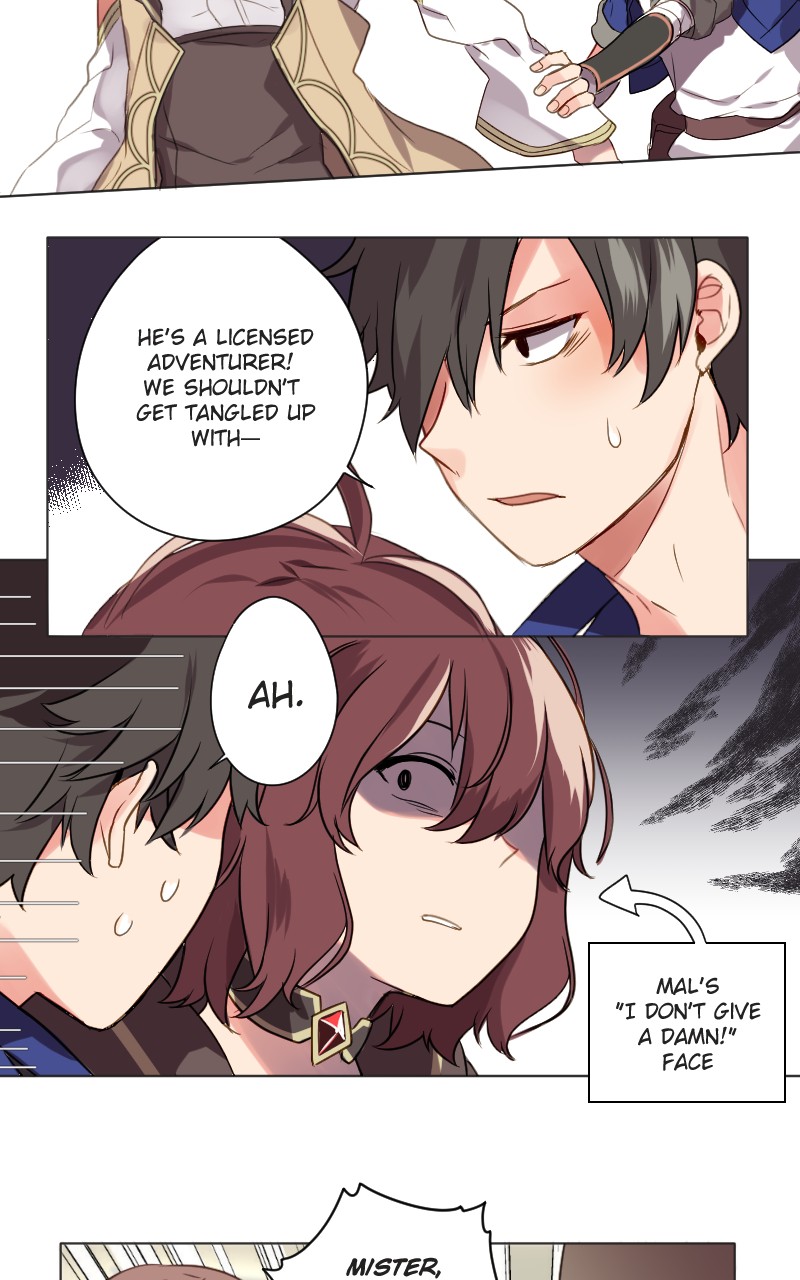 HE'S A LICENSED
ADVENTURER!
WE SHOULDN'T
GET TANGLED UP
WITH—
AH.
MAL'S
"I DON'T GIVE
A DAMN!"
FACE
MISTER,